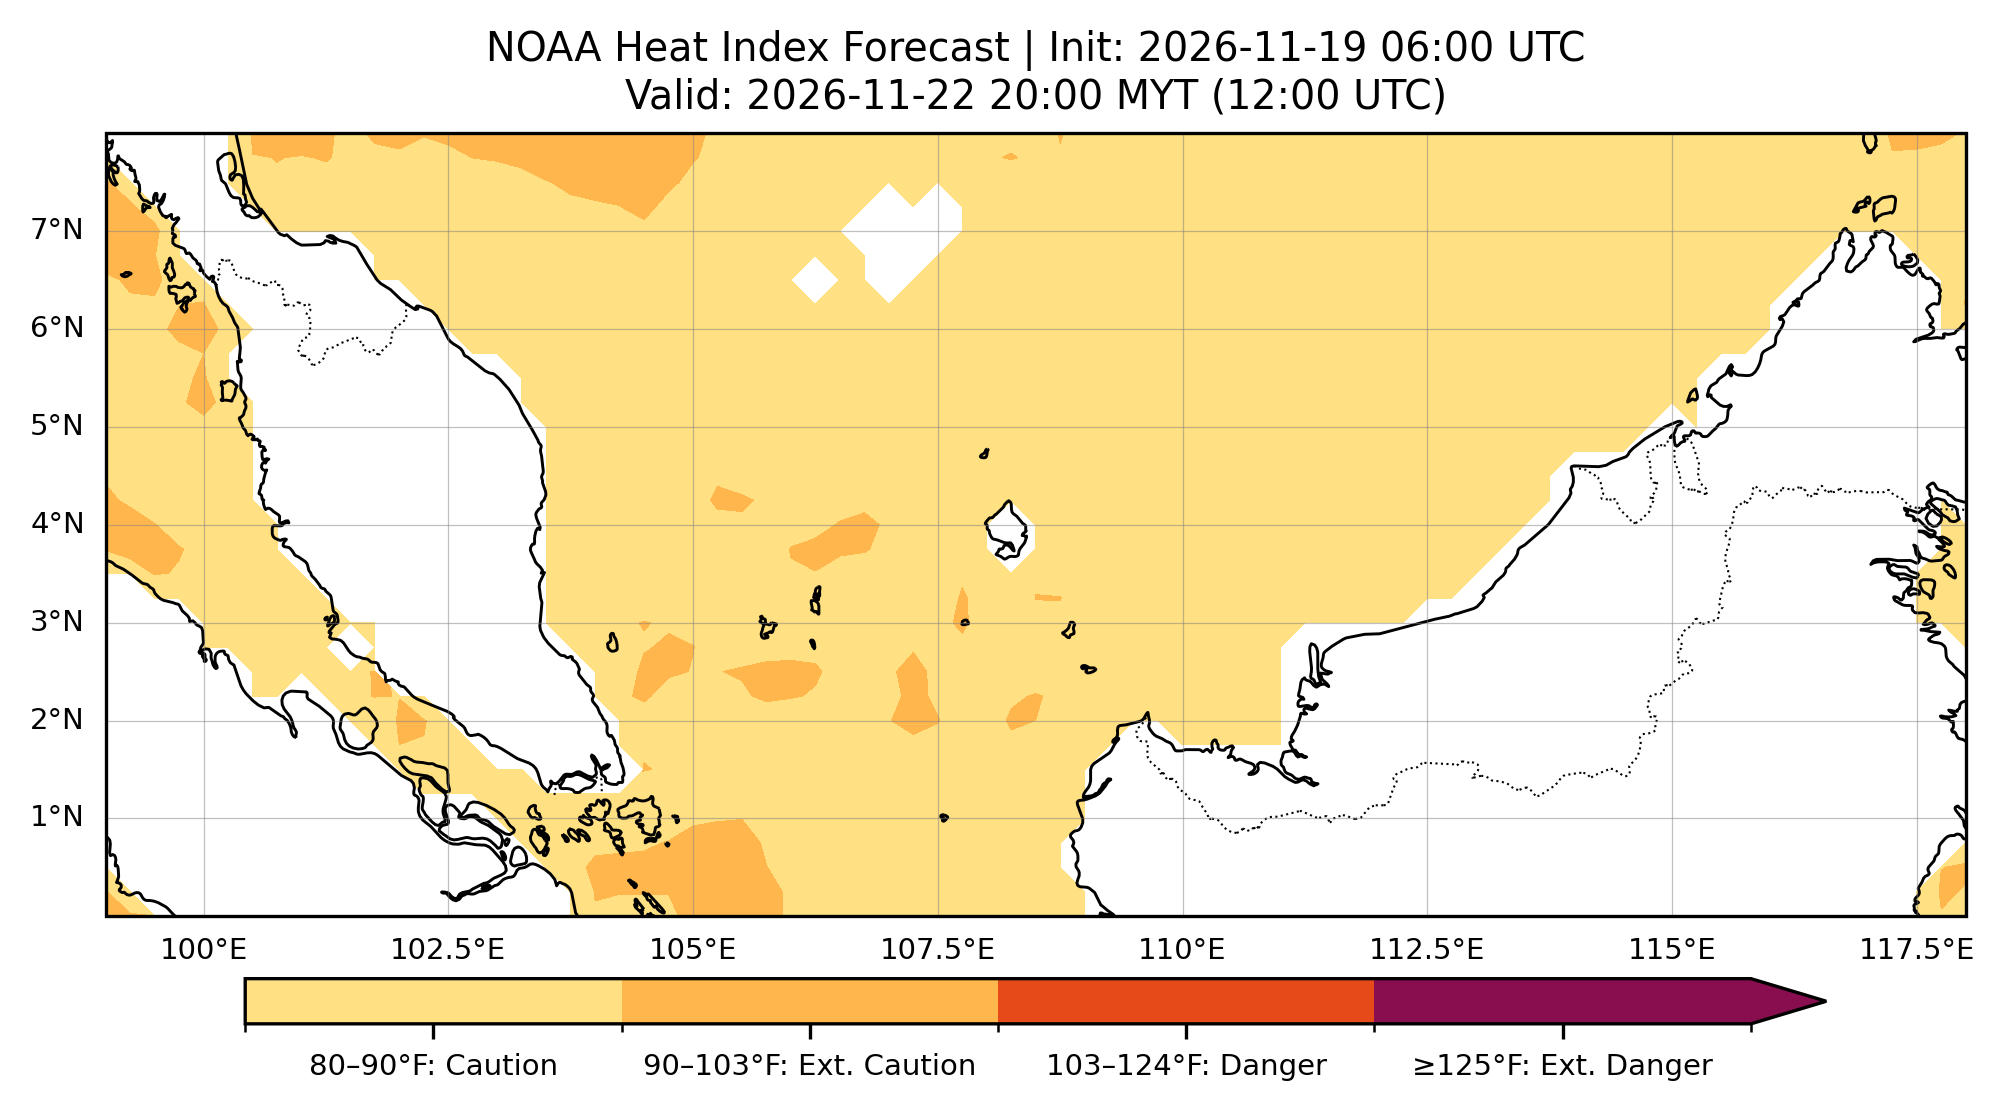 NOAA Heat Index Forecast | Init: 2026-11-19 06:00 UTC
Valid: 2026-11-22 20:00 MYT (12:00 UTC)
7°N
6°N
5°N
4°N
3°N
2°N
1°N
100°E 102.5°E 105°E 107.5°E 110°E 112.5°E 115°E 117.5°E
80–90°F: Caution 90–103°F: Ext. Caution 103–124°F: Danger ≥125°F: Ext. Danger